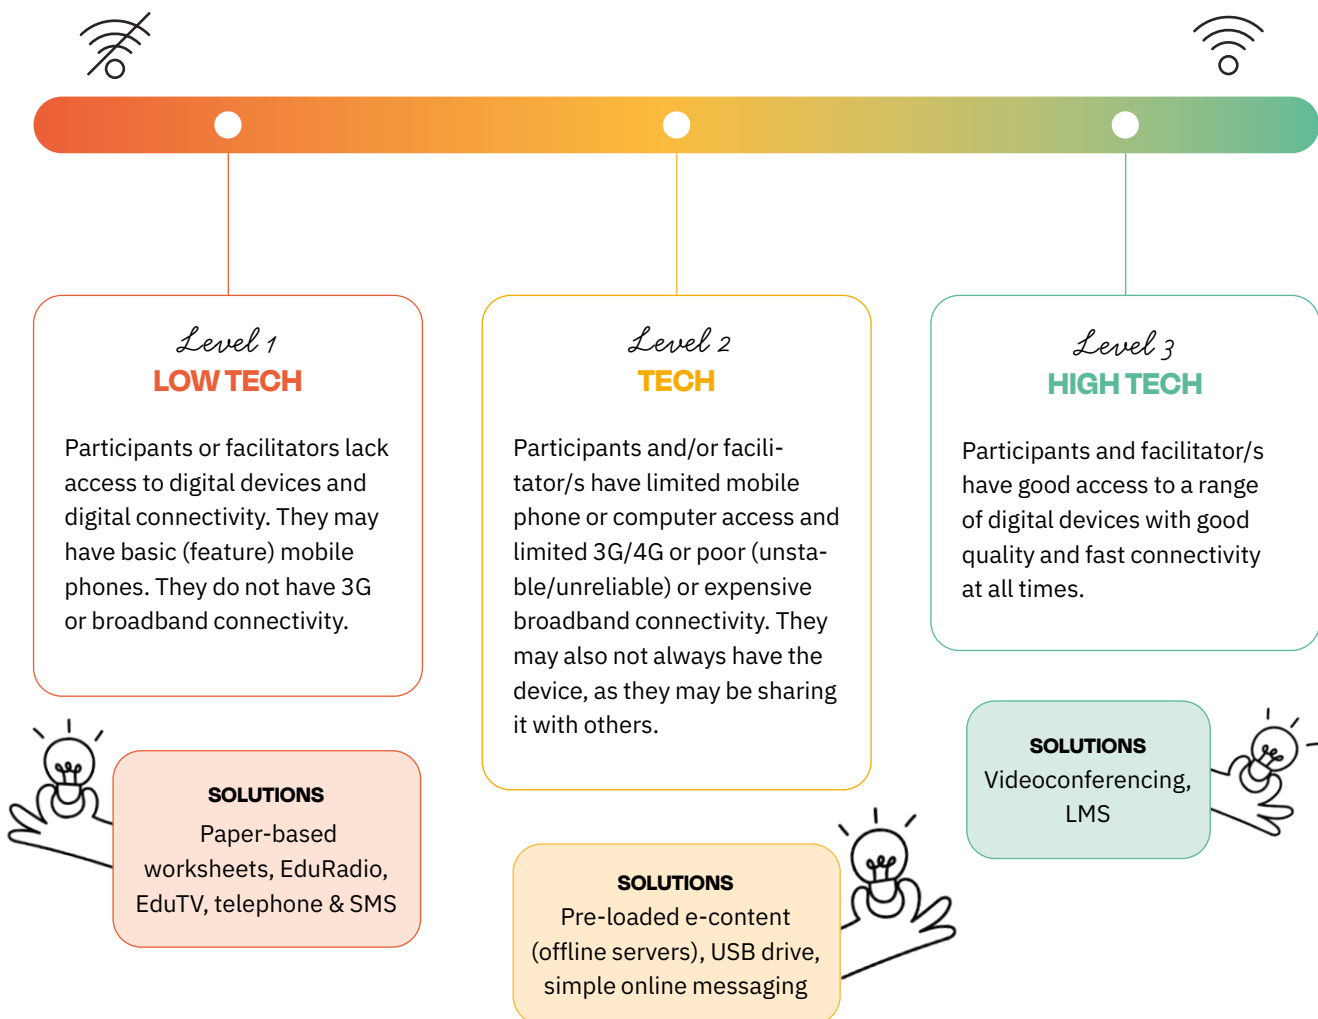 Level 1
LOW TECH
Participants or facilitators lack
access to digital devices and
digital connectivity. They may
have basic (feature) mobile
phones. They do not have 3G
or broadband connectivity.
SOLUTIONS
Paper-based
worksheets, EduRadio,
EduTV, telephone & SMS
Level 2
TECH
Participants and/or facili-
tator/s have limited mobile
phone or computer access and
limited 3G/4G or poor (unsta-
ble/unreliable) or expensive
broadband connectivity. They
may also not always have the
device, as they may be sharing
it with others.
SOLUTIONS
Pre-loaded e-content
(offline servers), USB drive,
simple online messaging
Level 3
HIGH TECH
Participants and facilitator/s
have good access to a range
of digital devices with good
quality and fast connectivity
at all times.
SOLUTIONS
Videoconferencing,
LMS